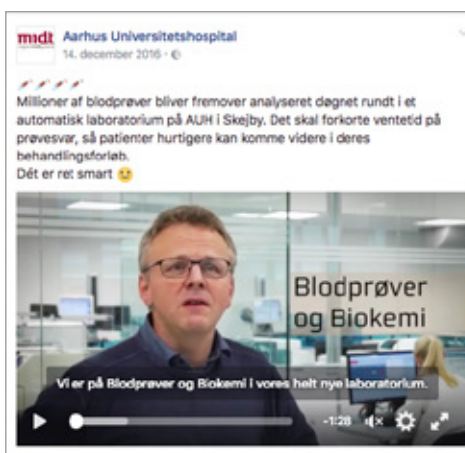 midt
Aarhus Universitetshospital
14. december 2016 ·
Millioner af blodprøver bliver fremover analyseret døgnet rundt i et
automatisk laboratorium på AUH i Skejby. Det skal forkorte ventetid på
prøvesvar, så patienter hurtigere kan komme videre i deres
behandlingsforløb.
Dét er ret smart 😉
Blodprøver
og Biokemi
Vi er på Blodprøver og Biokemi i vores helt nye laboratorium.
-1:28